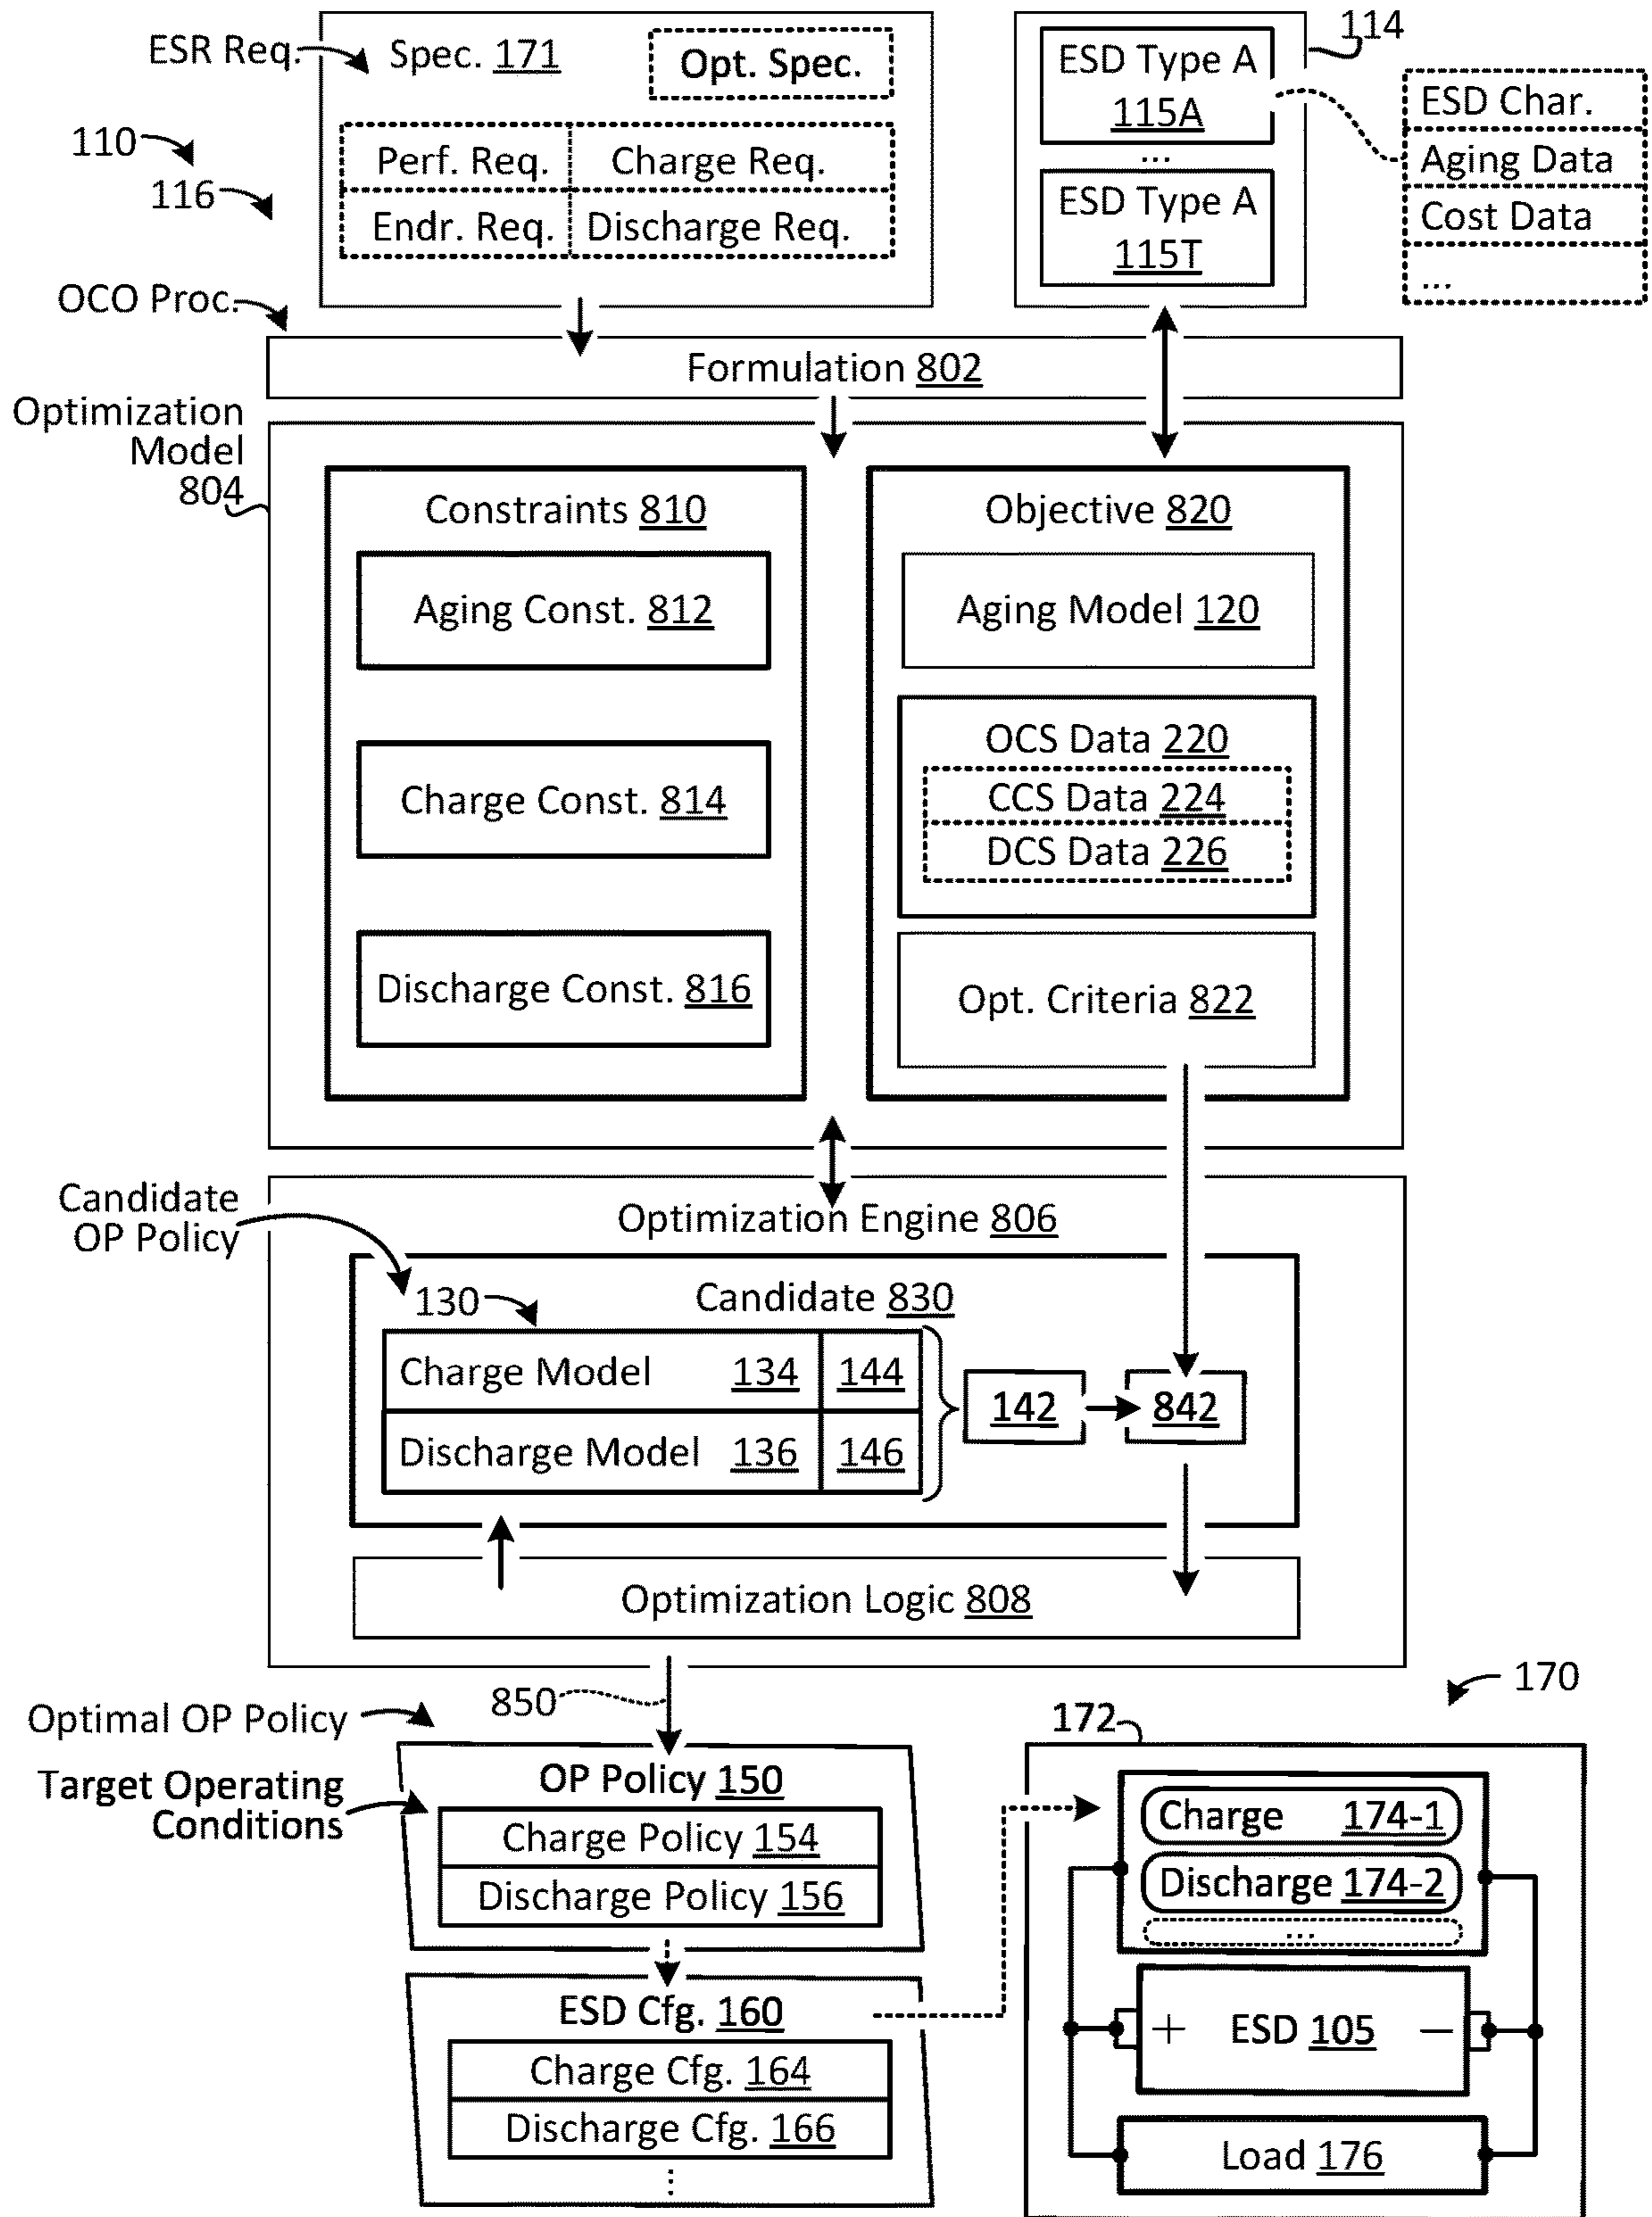 ESR Req.
Spec. 171
Opt. Spec.
Perf. Req.
Charge Req.
Endr. Req.
Discharge Req.
110
116
114
ESD Type A
115A
...
ESD Type A
115T
ESD Char.
Aging Data
Cost Data
...
OCO Proc.
Formulation 802
Optimization
Model
804
Constraints 810
Aging Const. 812
Charge Const. 814
Discharge Const. 816
Objective 820
Aging Model 120
OCS Data 220
CCS Data 224
DCS Data 226
Opt. Criteria 822
Candidate
OP Policy
Optimization Engine 806
130
Candidate 830
Charge Model 134 144
Discharge Model 136 146
142
842
Optimization Logic 808
850
Optimal OP Policy
Target Operating
Conditions
OP Policy 150
Charge Policy 154
Discharge Policy 156
ESD Cfg. 160
Charge Cfg. 164
Discharge Cfg. 166
...
170
172
Charge 174-1
Discharge 174-2
...
+ ESD 105 −
Load 176